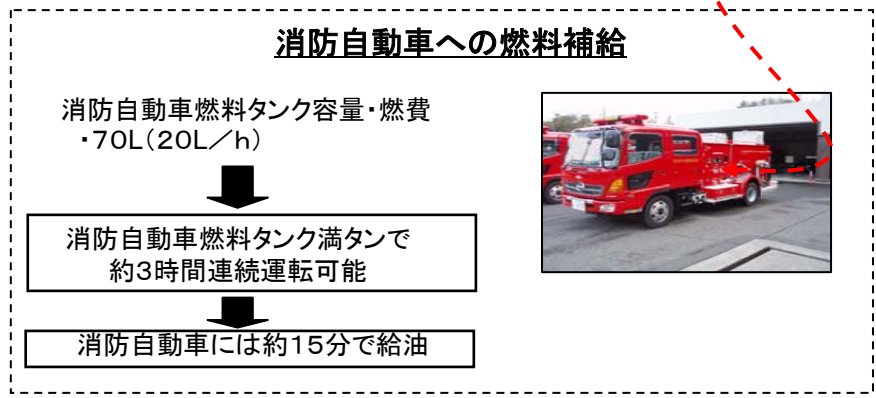 消防自動車への燃料補給
消防自動車燃料タンク容量・燃費
・70L(20L／h)
消防自動車燃料タンク満タンで
約3時間連続運転可能
消防自動車には約15分で給油